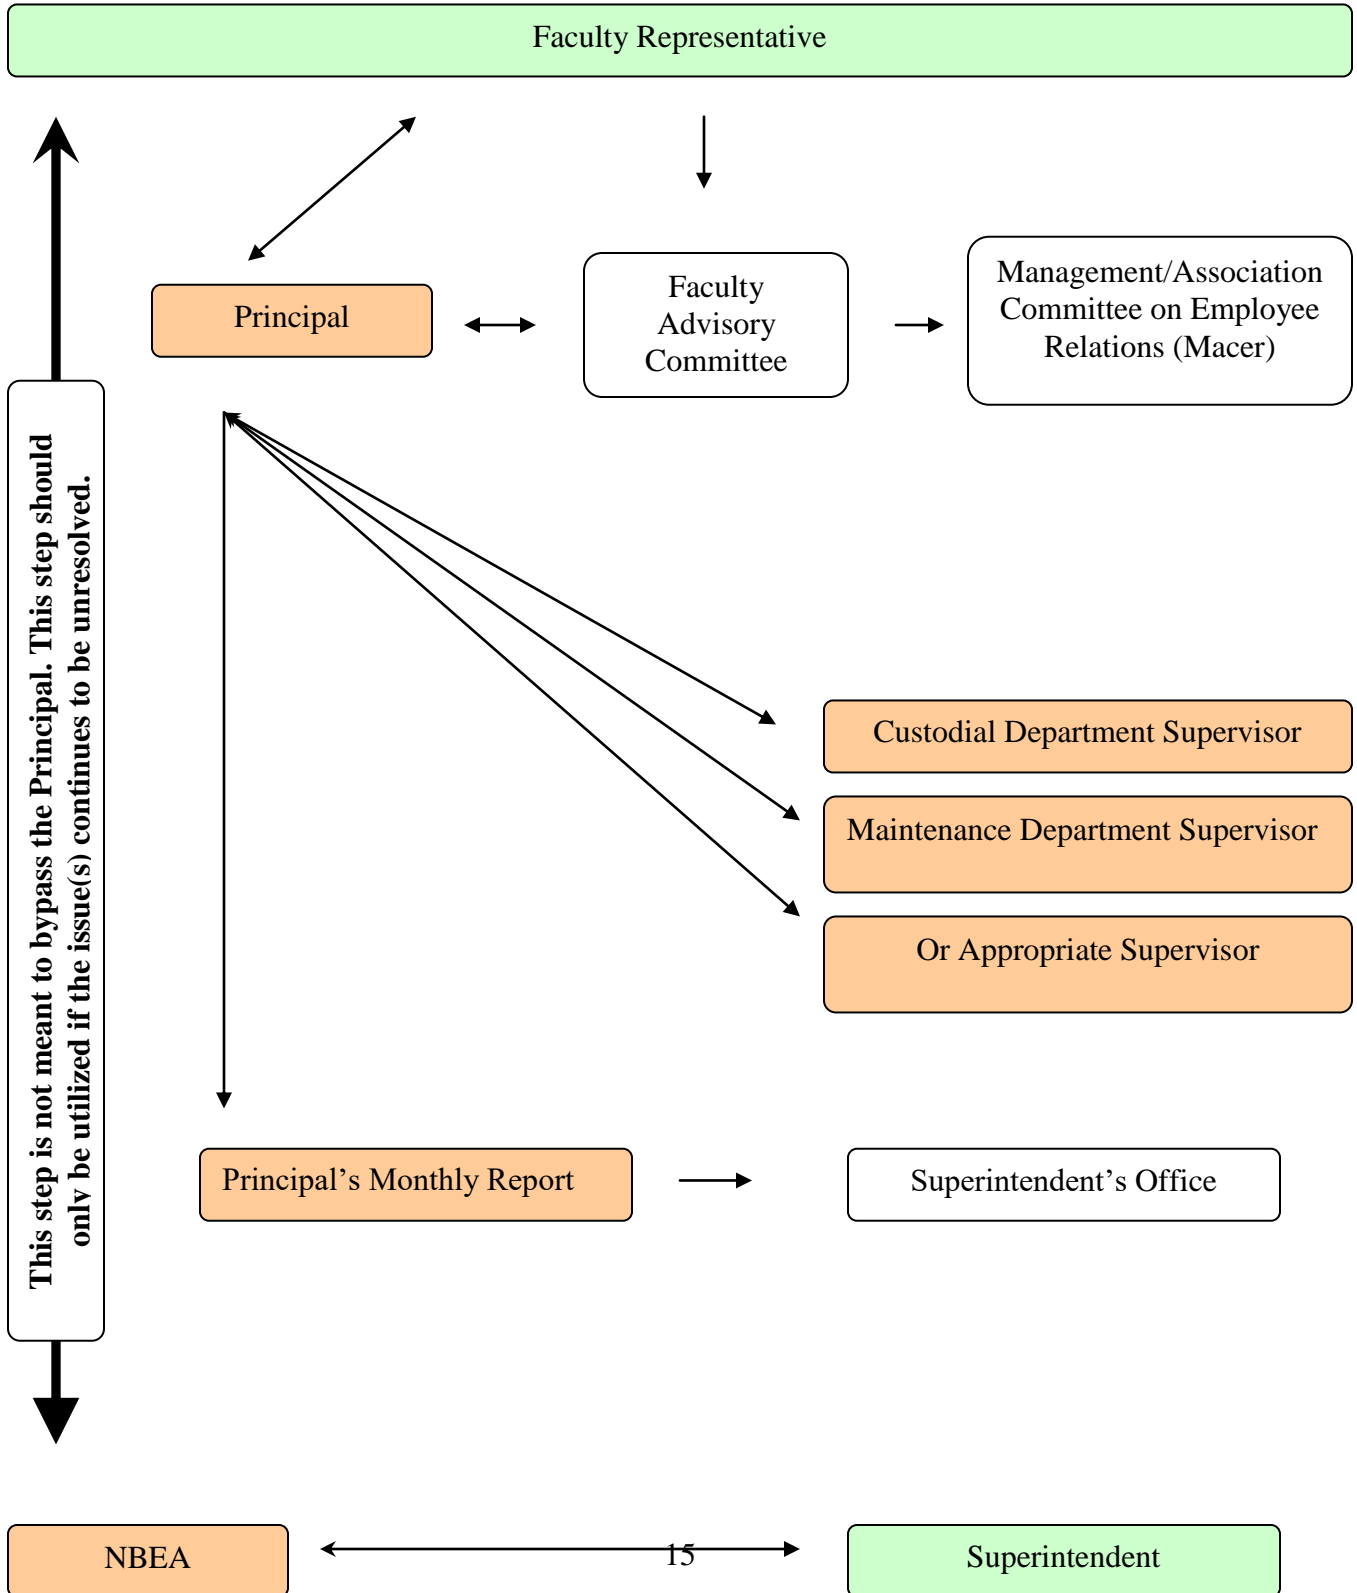 Faculty Representative
Principal
Faculty
Advisory
Committee
Management/Association
Committee on Employee
Relations (Macer)
This step is not meant to bypass the Principal. This step should
only be utilized if the issue(s) continues to be unresolved.
Custodial Department Supervisor
Maintenance Department Supervisor
Or Appropriate Supervisor
Principal’s Monthly Report
Superintendent’s Office
NBEA
15
Superintendent